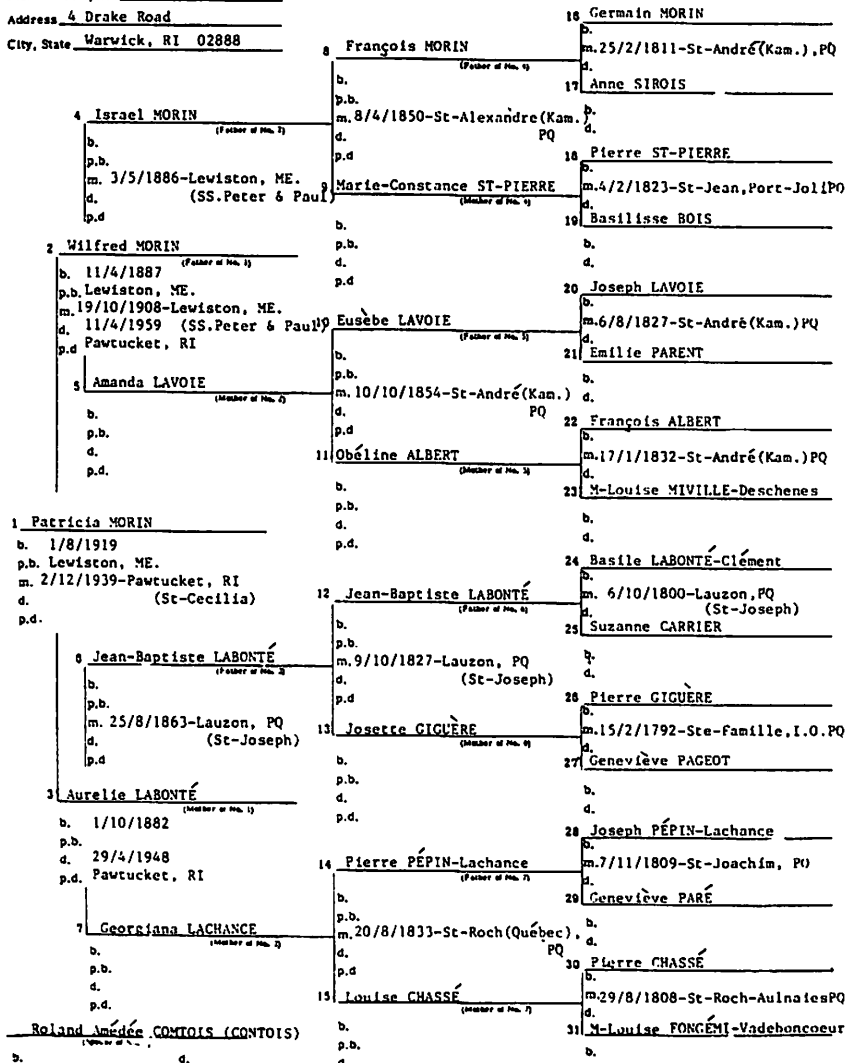 Address 4 Drake Road
City, State Warwick, RI 02888
1 Patricia MORIN
b. 1/8/1919
p.b. Lewiston, ME.
m. 2/12/1939-Pawtucket, RI
d. (St-Cecilia)
p.d.
Roland Amédée COMTOIS (CONTOIS)
b. d.
2 Wilfred MORIN
(Father of No. 1)
b. 11/4/1887
p.b. Lewiston, ME.
m. 19/10/1908-Lewiston, ME.
d. 11/4/1959 (SS.Peter & Paul)
p.d Pawtucket, RI
3 Aurelie LABONTÉ
(Mother of No. 1)
b. 1/10/1882
p.b.
d. 29/4/1948
p.d. Pawtucket, RI
4 Israel MORIN
(Father of No. 2)
b.
p.b.
m. 3/5/1886-Lewiston, ME.
d. (SS.Peter & Paul)
p.d
5 Amanda LAVOIE
(Mother of No. 2)
b.
p.b.
d.
p.d.
6 Jean-Baptiste LABONTÉ
(Father of No. 3)
b.
p.b.
m. 25/8/1863-Lauzon, PQ
d. (St-Joseph)
p.d
7 Georgiana LACHANCE
b.
p.b.
d.
p.d.
8 François MORIN
(Father of No. 4)
b.
p.b.
m. 8/4/1850-St-Alexandre(Kam.)
d. PQ
p.d
9 Marie-Constance ST-PIERRE
(Mother of No. 4)
b.
p.b.
d.
p.d
10 Eusèbe LAVOIE
(Father of No. 5)
b.
p.b.
m. 10/10/1854-St-André(Kam.)
d. PQ
p.d
11 Obéline ALBERT
(Mother of No. 5)
b.
p.b.
d.
p.d.
12 Jean-Baptiste LABONTÉ
(Father of No. 6)
b.
p.b.
m. 9/10/1827-Lauzon, PQ
d. (St-Joseph)
p.d
13 Josette GIGUÈRE
b.
p.b.
d.
p.d.
14 Pierre PÉPIN-Lachance
(Father of No. 7)
b.
p.b.
m. 20/8/1833-St-Roch(Québec),
d. PQ
p.d
15 Louise CHASSÉ
(Mother of No. 7)
b.
p.b.
d.
16 Germain MORIN
b.
m. 25/2/1811-St-André(Kam.),PQ
d.
17 Anne SIROIS
b.
d.
18 Pierre ST-PIERRE
b.
m. 4/2/1823-St-Jean,Port-JoliPQ
d.
19 Basilisse BOIS
b.
d.
20 Joseph LAVOIE
b.
m. 6/8/1827-St-André(Kam.)PQ
d.
21 Emilie PARENT
b.
d.
22 François ALBERT
b.
m. 17/1/1832-St-André(Kam.)PQ
d.
23 M-Louise MIVILLE-Deschenes
b.
d.
24 Basile LABONTÉ-Clément
b.
m. 6/10/1800-Lauzon,PQ
d. (St-Joseph)
25 Suzanne CARRIER
b.
d.
26 Pierre GIGUÈRE
b.
m. 15/2/1792-Ste-Famille,I.O.PQ
d.
27 Geneviève PAGEOT
b.
d.
28 Joseph PÉPIN-Lachance
b.
m. 7/11/1809-St-Joachim, PQ
d.
29 Geneviève PARÉ
b.
d.
30 Pierre CHASSÉ
b.
m. 29/8/1808-St-Roch-AulnaiesPQ
d.
31 M-Louise FONGÉMI-Vadeboncoeur
b.